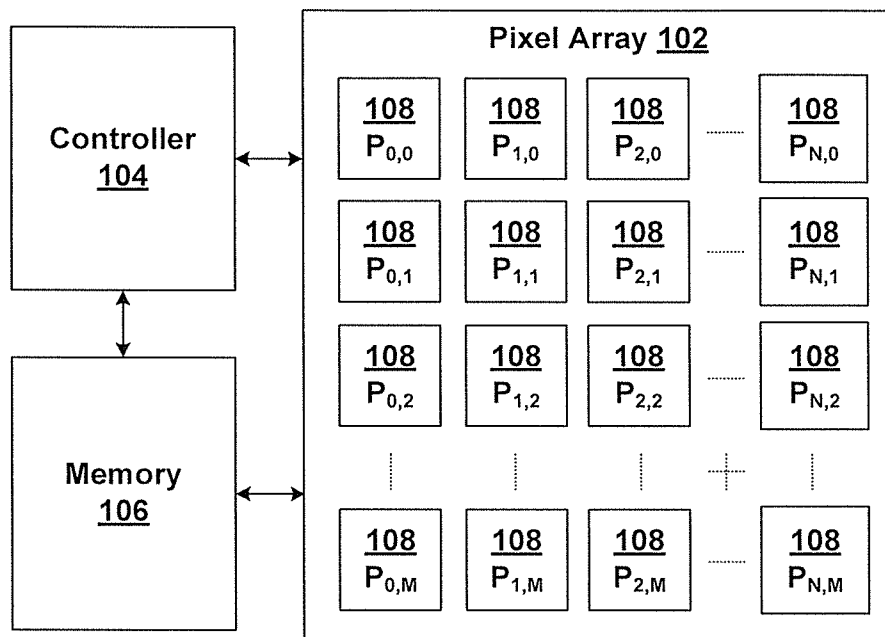 Pixel Array 102
Controller
104
Memory
106
108 108 108 108
P0,0 P1,0 P2,0 PN,0
108 108 108 108
P0,1 P1,1 P2,1 PN,1
108 108 108 108
P0,2 P1,2 P2,2 PN,2
108 108 108 108
P0,M P1,M P2,M PN,M